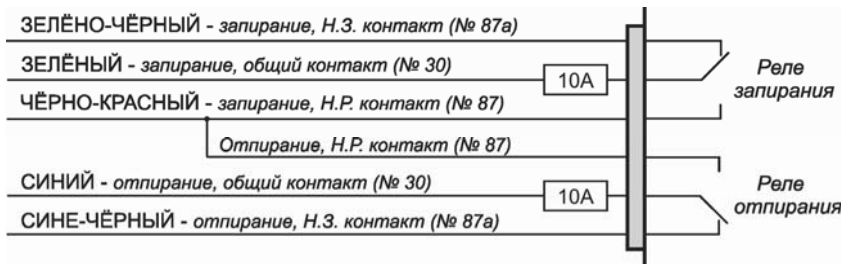 ЗЕЛЁНО-ЧЁРНЫЙ - запирание, Н.З. контакт (№ 87а)
ЗЕЛЁНЫЙ - запирание, общий контакт (№ 30)
10А
Реле
запирания
ЧЁРНО-КРАСНЫЙ - запирание, Н.Р. контакт (№ 87)
Отпирание, Н.Р. контакт (№ 87)
СИНИЙ - отпирание, общий контакт (№ 30)
10А
Реле
отпирания
СИНЕ-ЧЁРНЫЙ - отпирание, Н.З. контакт (№ 87а)